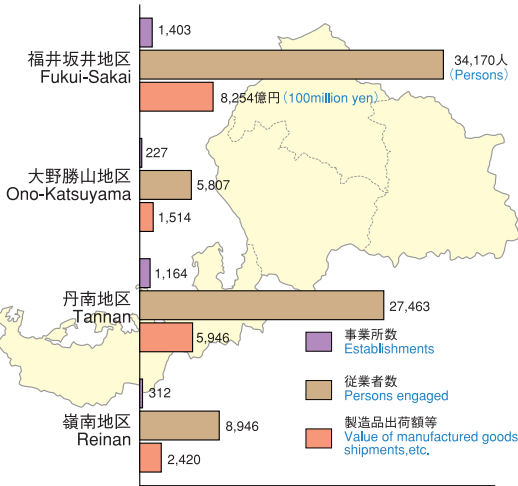 1,403
福井坂井地区
Fukui-Sakai
34,170人
(Persons)
8,254億円(100million yen)
227
大野勝山地区
Ono-Katsuyama
5,807
1,514
1,164
丹南地区
Tannan
27,463
5,946
事業所数
Establishments
312
従業者数
Persons engaged
嶺南地区
Reinan
8,946
製造品出荷額等
Value of manufactured goods
shipments,etc.
2,420